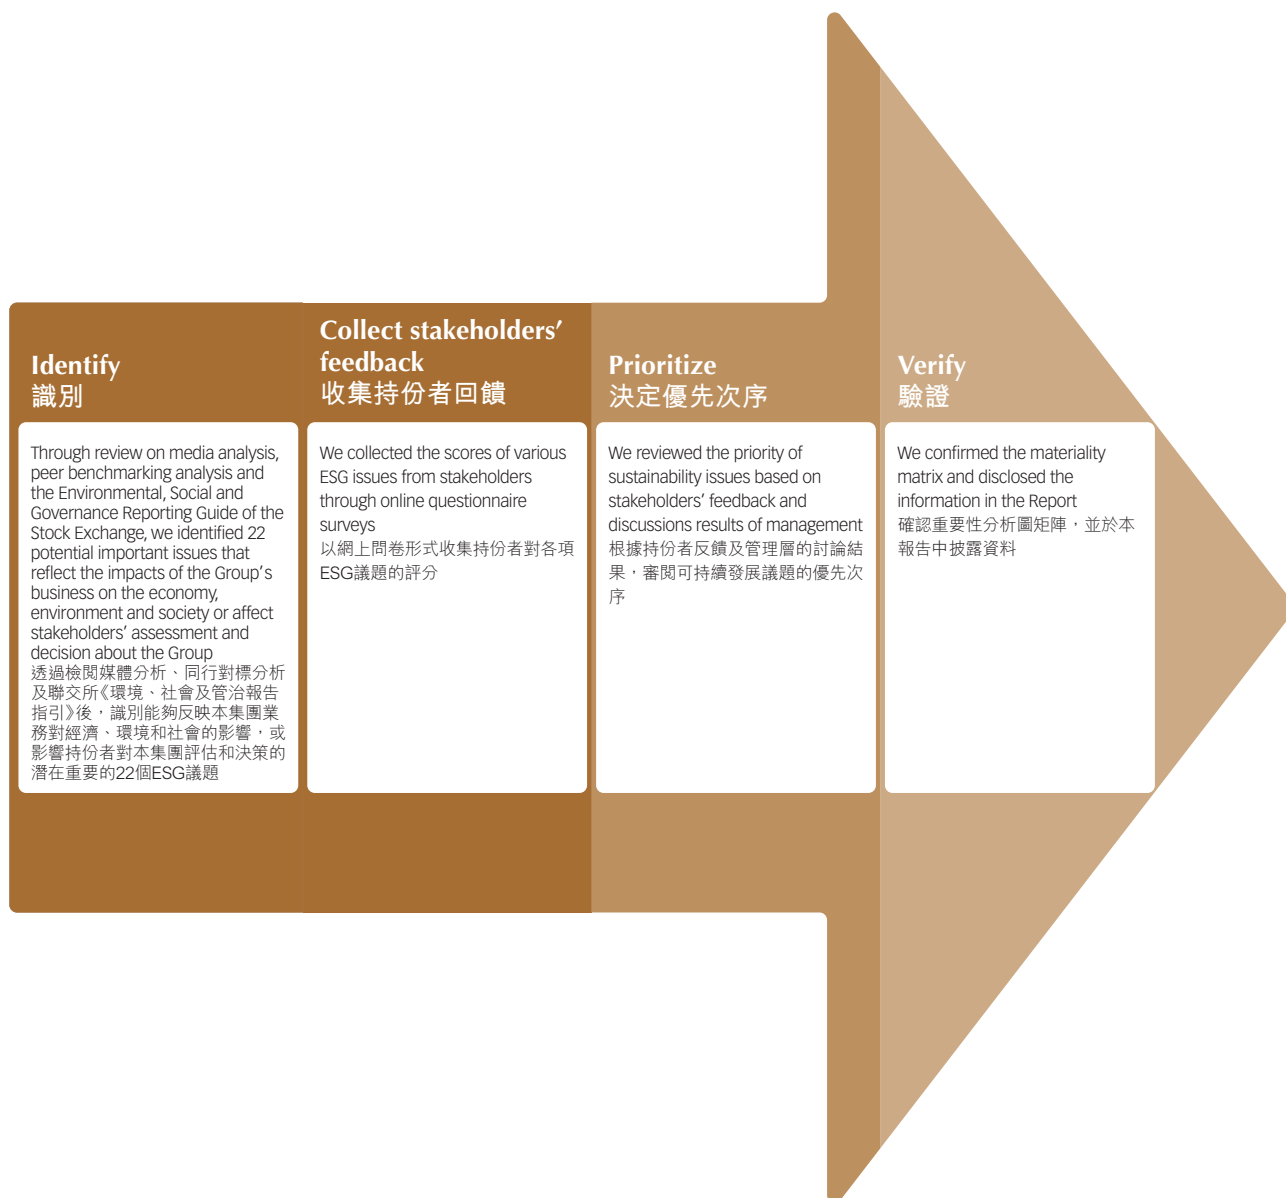 Identify
識別
Through review on media analysis,
peer benchmarking analysis and
the Environmental, Social and
Governance Reporting Guide of the
Stock Exchange, we identified 22
potential important issues that
reflect the impacts of the Group's
business on the economy,
environment and society or affect
stakeholders' assessment and
decision about the Group
透過檢閱媒體分析、同行對標分析
及聯交所《環境、社會及管治報告
指引》後，識別能夠反映本集團業
務對經濟、環境和社會的影響，或
影響持份者對本集團評估和決策的
潛在重要的22個ESG議題
Collect stakeholders'
feedback
收集持份者回饋
We collected the scores of various
ESG issues from stakeholders
through online questionnaire
surveys
以網上問卷形式收集持份者對各項
ESG議題的評分
Prioritize
決定優先次序
We reviewed the priority of
sustainability issues based on
stakeholders' feedback and
discussions results of management
根據持份者反饋及管理層的討論結
果，審閱可持續發展議題的優先次
序
Verify
驗證
We confirmed the materiality
matrix and disclosed the
information in the Report
確認重要性分析圖矩陣，並於本
報告中披露資料